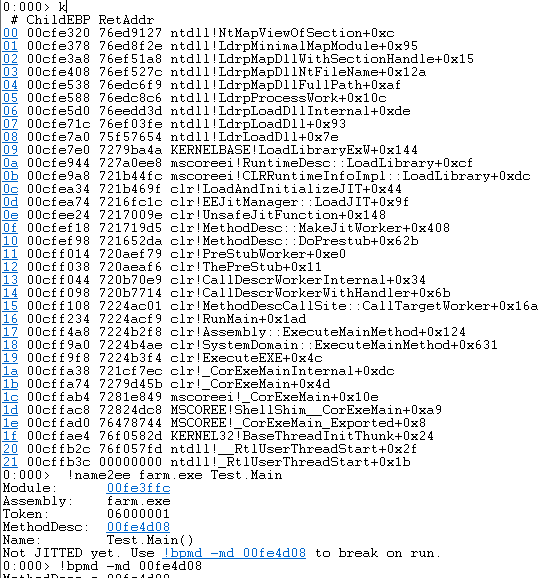 0:000> k
 # ChildEBP RetAddr
00 00cfe320 76ed9127 ntdll!NtMapViewOfSection+0xc
01 00cfe378 76ed8f2e ntdll!LdrpMinimalMapModule+0x95
02 00cfe3a8 76ef51a8 ntdll!LdrpMapDllWithSectionHandle+0x15
03 00cfe408 76ef527c ntdll!LdrpMapDllNtFileName+0x12a
04 00cfe538 76edc6f9 ntdll!LdrpMapDllFullPath+0xaf
05 00cfe588 76edc8c6 ntdll!LdrpProcessWork+0x10c
06 00cfe5d0 76eedd3d ntdll!LdrpLoadDllInternal+0xde
07 00cfe71c 76ef03fe ntdll!LdrpLoadDll+0x93
08 00cfe7a0 75f57654 ntdll!LdrLoadDll+0x7e
09 00cfe7e0 7279ba4a KERNELBASE!LoadLibraryExW+0x144
0a 00cfe944 727a0ee8 mscoreei!RuntimeDesc::LoadLibrary+0xcf
0b 00cfe9a8 721b44fc mscoreei!CLRRuntimeInfoImpl::LoadLibrary+0xdc
0c 00cfea34 721b469f clr!LoadAndInitializeJIT+0x44
0d 00cfea74 7216fc1c clr!EEJitManager::LoadJIT+0x9f
0e 00cfee24 7217009e clr!UnsafeJitFunction+0x148
0f 00cfef18 721719d5 clr!MethodDesc::MakeJitWorker+0x408
10 00cfef98 721652da clr!MethodDesc::DoPrestub+0x62b
11 00cff014 720aef79 clr!PreStubWorker+0xe0
12 00cff038 720aeaf6 clr!ThePreStub+0x11
13 00cff044 720b70e9 clr!CallDescrWorkerInternal+0x34
14 00cff098 720b7714 clr!CallDescrWorkerWithHandler+0x6b
15 00cff108 7224ac01 clr!MethodDescCallSite::CallTargetWorker+0x16a
16 00cff234 7224acf9 clr!RunMain+0x1ad
17 00cff4a8 7224b2f8 clr!Assembly::ExecuteMainMethod+0x124
18 00cff9a0 7224b4ae clr!SystemDomain::ExecuteMainMethod+0x631
19 00cff9f8 7224b3f4 clr!ExecuteEXE+0x4c
1a 00cffa38 721cf7ec clr!_CorExeMainInternal+0xdc
1b 00cffa74 7279d45b clr!_CorExeMain+0x4d
1c 00cffab4 7281e849 mscoreei!_CorExeMain+0x10e
1d 00cffac8 72824dc8 MSCOREE!ShellShim__CorExeMain+0xa9
1e 00cffad0 76478744 MSCOREE!_CorExeMain_Exported+0x8
1f 00cffae4 76f0582d KERNEL32!BaseThreadInitThunk+0x24
20 00cffb2c 76f057fd ntdll!__RtlUserThreadStart+0x2f
21 00cffb3c 00000000 ntdll!_RtlUserThreadStart+0x1b
0:000> !name2ee farm.exe Test.Main
Module: 00fe3ffc
Assembly: farm.exe
Token: 06000001
MethodDesc: 00fe4d08
Name: Test.Main()
Not JITTED yet. Use !bpmd -md 00fe4d08 to break on run.
0:000> !bpmd -md 00fe4d08